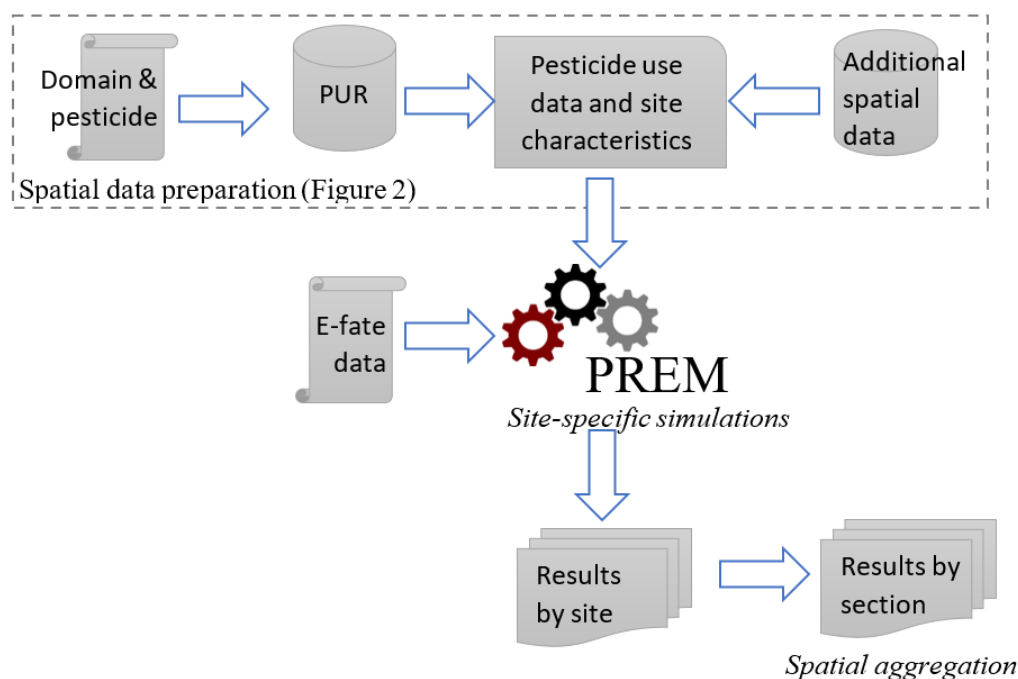 Domain &
pesticide
PUR
Pesticide use
data and site
characteristics
Additional
spatial
data
Spatial data preparation (Figure 2)
E-fate
data
PREM
Site-specific simulations
Results
by site
Results by
section
Spatial aggregation